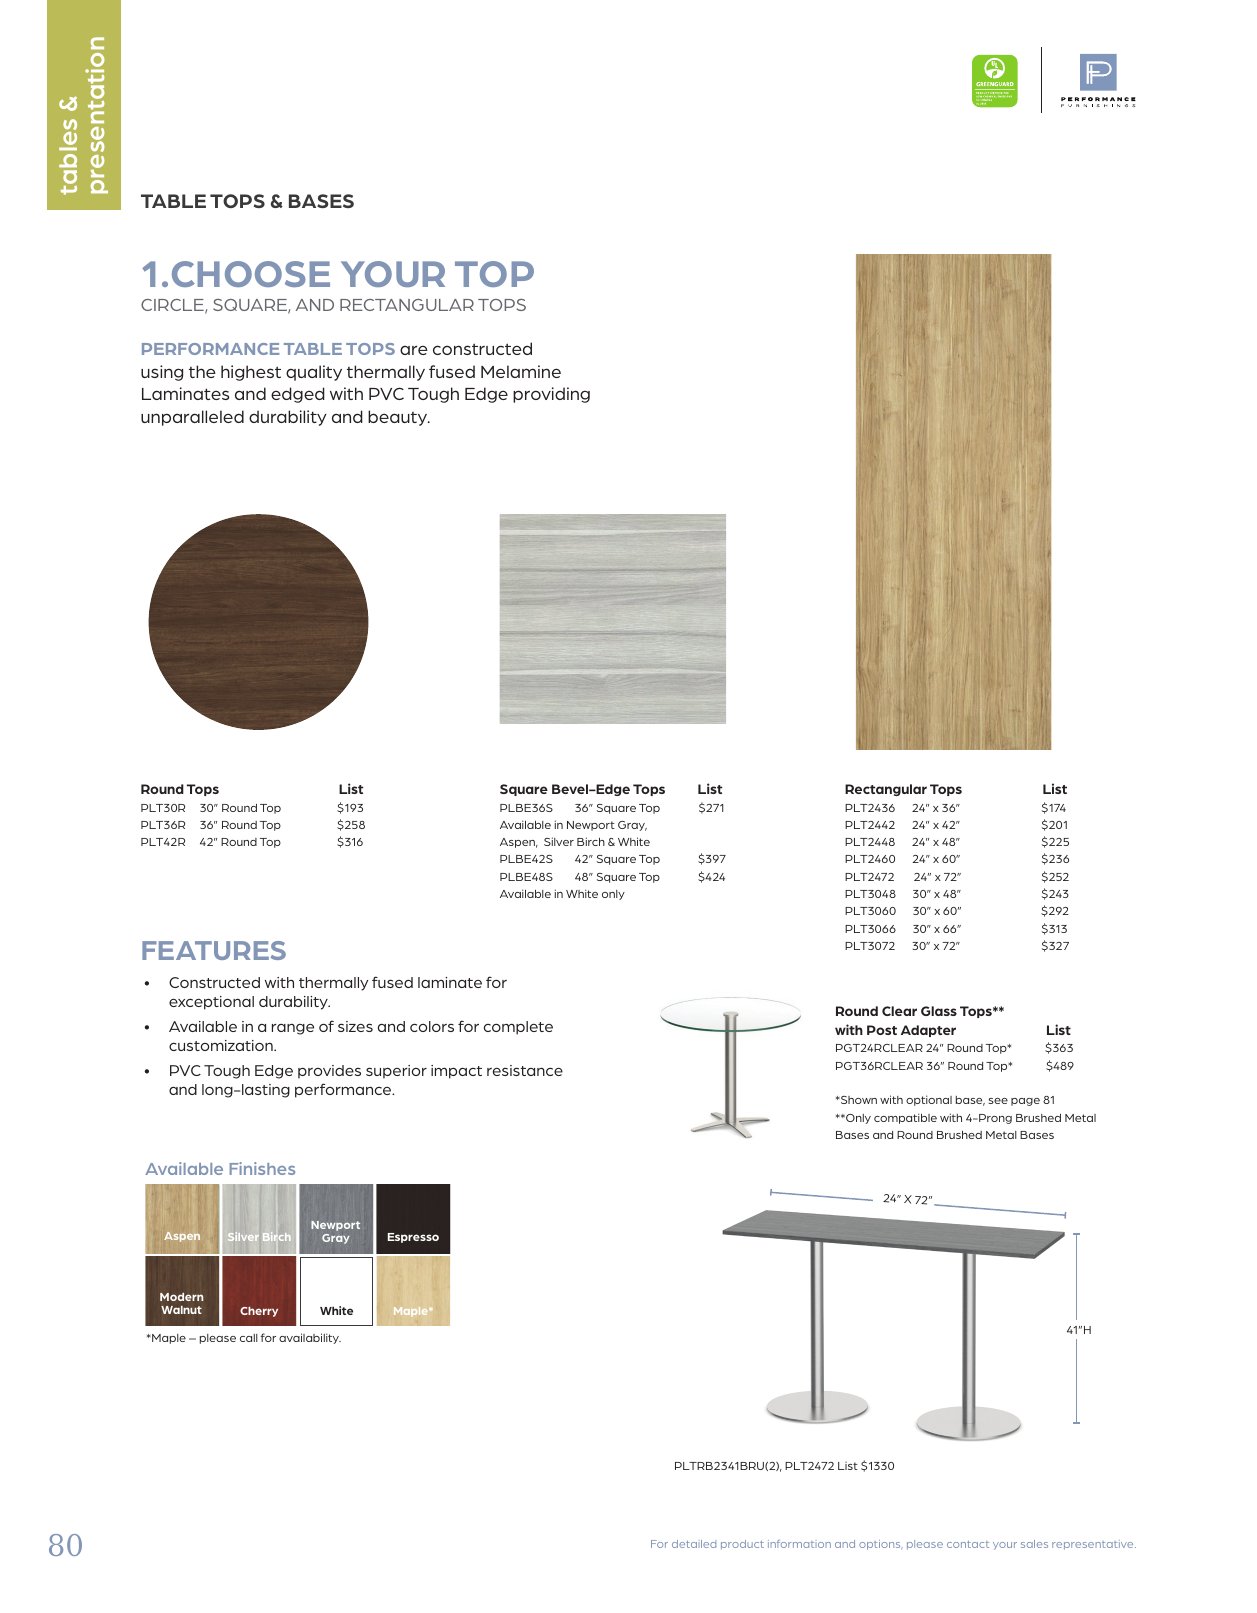 tables &
presentation
GREENGUARD
PERFORMANCE
FURNISHINGS
TABLE TOPS & BASES
1.CHOOSE YOUR TOP
CIRCLE, SQUARE, AND RECTANGULAR TOPS
PERFORMANCE TABLE TOPS are constructed
using the highest quality thermally fused Melamine
Laminates and edged with PVC Tough Edge providing
unparalleled durability and beauty.
Round Tops List
PLT30R 30” Round Top $193
PLT36R 36” Round Top $258
PLT42R 42” Round Top $316
Square Bevel-Edge Tops List
PLBE36S 36” Square Top $271
Available in Newport Gray,
Aspen, Silver Birch & White
PLBE42S 42” Square Top $397
PLBE48S 48” Square Top $424
Available in White only
Rectangular Tops List
PLT2436 24” x 36” $174
PLT2442 24” x 42” $201
PLT2448 24” x 48” $225
PLT2460 24” x 60” $236
PLT2472 24” x 72” $252
PLT3048 30” x 48” $243
PLT3060 30” x 60” $292
PLT3066 30” x 66” $313
PLT3072 30” x 72” $327
FEATURES
• Constructed with thermally fused laminate for
exceptional durability.
• Available in a range of sizes and colors for complete
customization.
• PVC Tough Edge provides superior impact resistance
and long-lasting performance.
Round Clear Glass Tops**
with Post Adapter List
PGT24RCLEAR 24” Round Top* $363
PGT36RCLEAR 36” Round Top* $489
*Shown with optional base, see page 81
**Only compatible with 4-Prong Brushed Metal
Bases and Round Brushed Metal Bases
Available Finishes
Aspen
Silver Birch
Newport
Gray
Espresso
Modern
Walnut
Cherry
White
Maple*
*Maple – please call for availability.
24” X 72”
41”H
PLTRB2341BRU(2), PLT2472 List $1330
80
For detailed product information and options, please contact your sales representative.